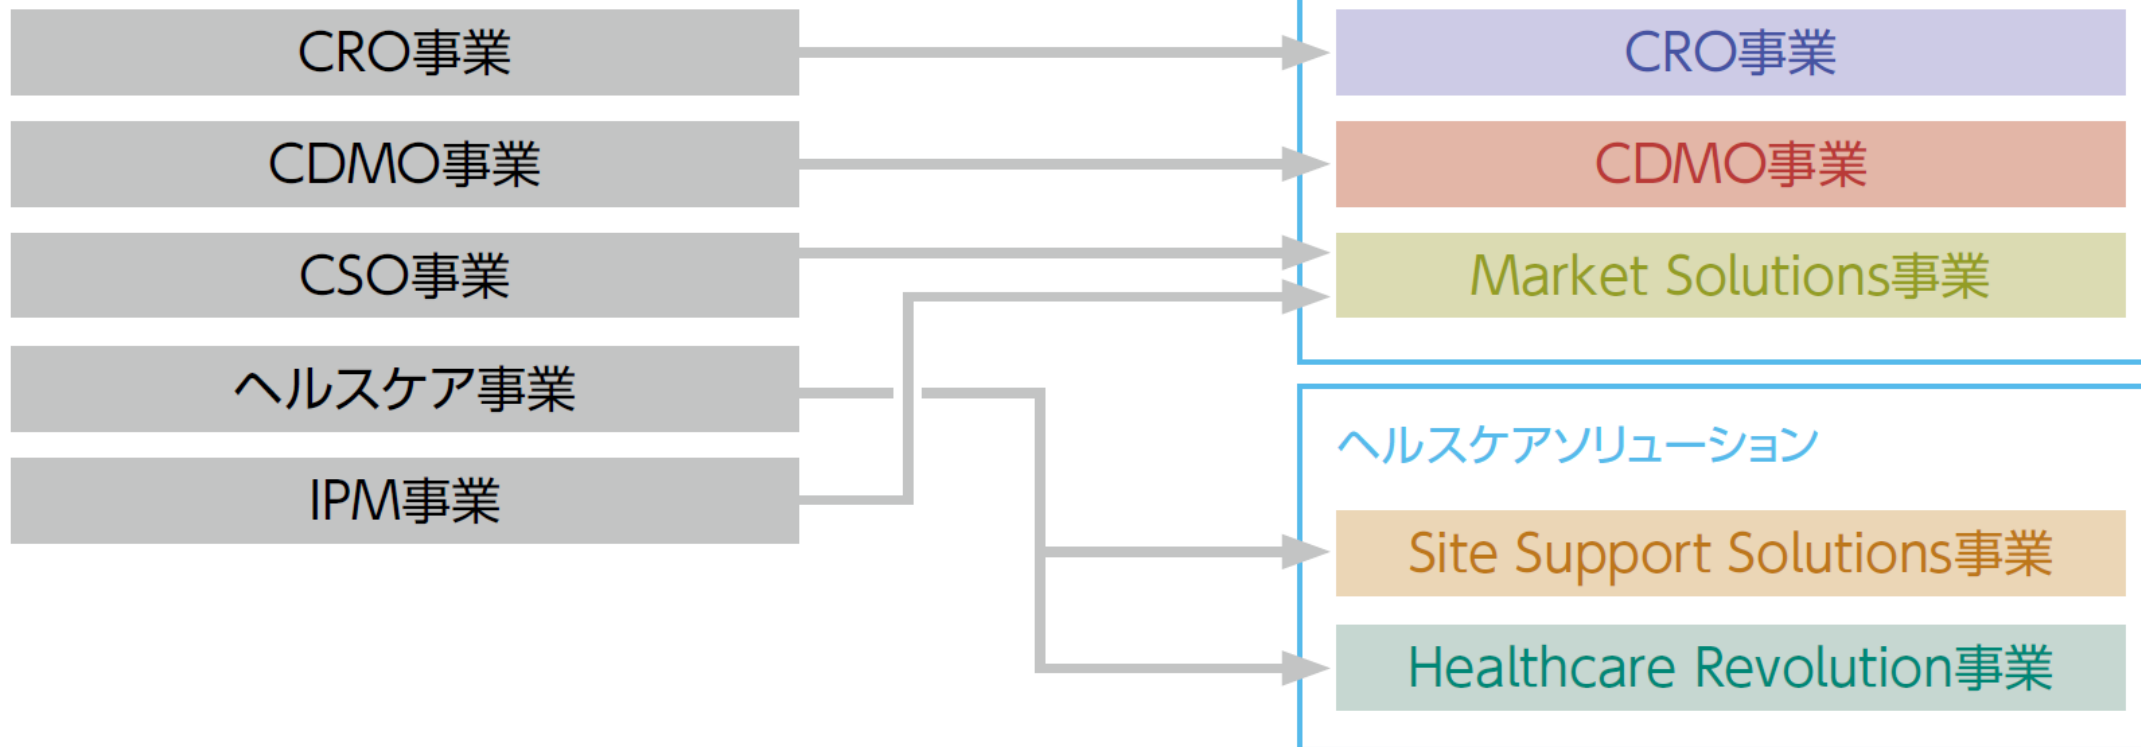 CRO事業
CDMO事業
CSO事業
ヘルスケア事業
IPM事業
CRO事業
CDMO事業
Market Solutions事業
ヘルスケアソリューション
Site Support Solutions事業
Healthcare Revolution事業